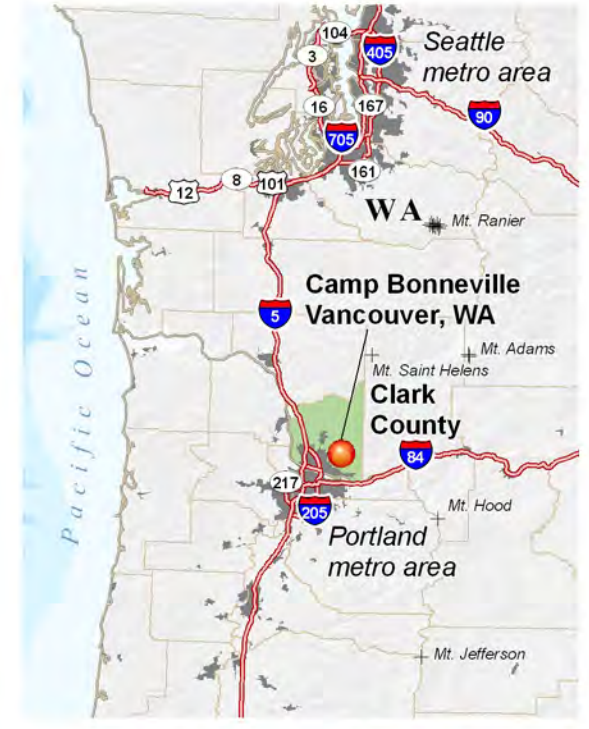 104
3
405
Seattle
metro area
16
167
90
705
161
12
8
101
WA
Mt. Ranier
Pacific Ocean
Camp Bonneville
Vancouver, WA
5
Mt. Adams
Mt. Saint Helens
Clark
County
84
217
205
Mt. Hood
Portland
metro area
Mt. Jefferson